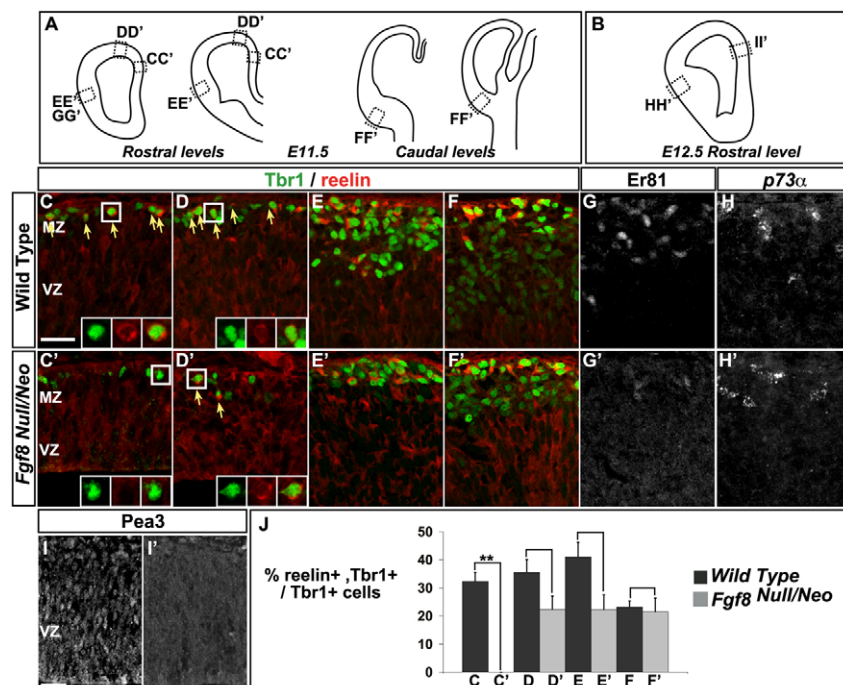 A
DD'
CC'
EE'
GG'
DD'
CC'
EE'
FF'
FF'
Rostral levels E11.5 Caudal levels
B
II'
HH'
E12.5 Rostral level
Tbr1 / reelin
Er81
p73α
Wild Type
C
MZ
VZ
D
E
F
G
H
Fgf8 Null/Neo
C'
MZ
VZ
D'
E'
F'
G'
H'
Pea3
I
VZ
I'
J
% reelin+ ,Tbr1+
/ Tbr1+ cells
50
40
30
20
10
0
**
C C' D D' E E' F F'
Wild Type
Fgf8 Null/Neo